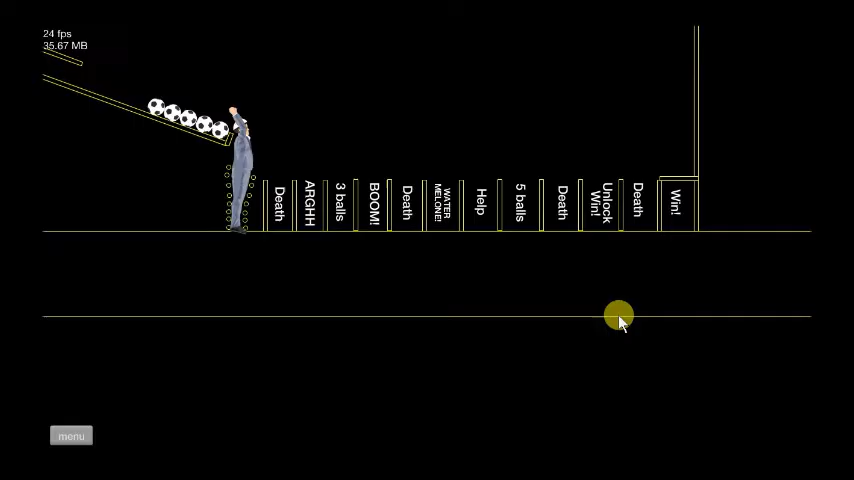 24 fps
35.67 MB
Death
ARGHH
3 balls
BOOM!
Death
WATER
MELONE!
Help
5 balls
Death
Unlock
Win!
Death
Win!
menu